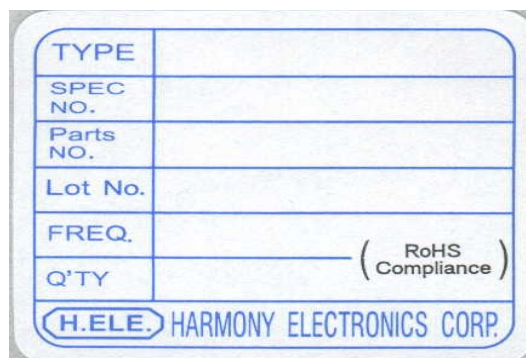 TYPE
SPEC
NO.
Parts
NO.
Lot No.
FREQ.
RoHS
Compliance
Q'TY
H.ELE. HARMONY ELECTRONICS CORP.